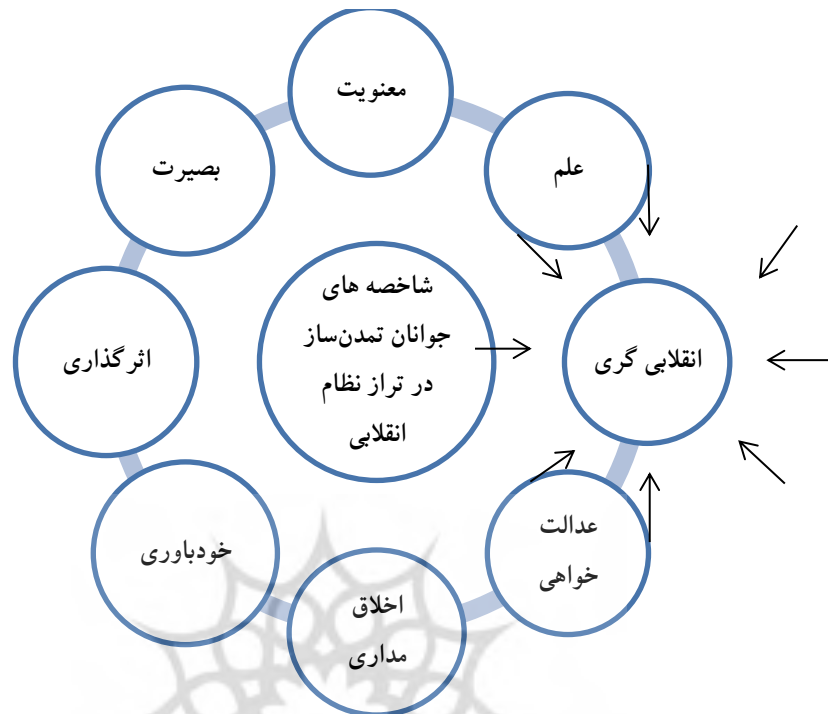 معنویت
علم
بصیرت
شاخصه های
جوانان تمدن‌ساز
در تراز نظام
انقلابی
انقلابی گری
اثرگذاری
عدالت
خواهی
خودباوری
اخلاق
مداری